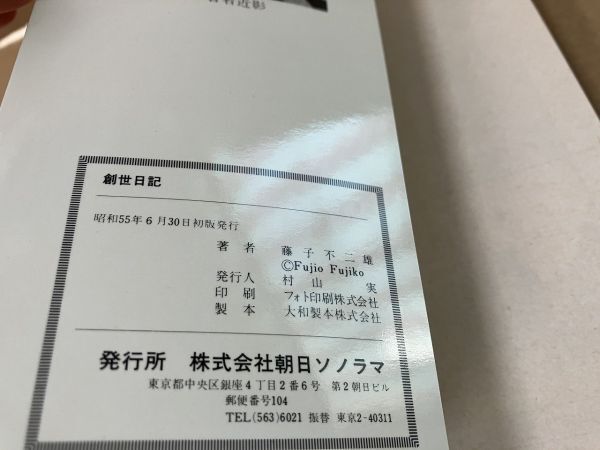 著者近影
創世日記
昭和55年6月30日初版発行
著者 藤子不二雄
©Fujio Fujiko
発行人 村山 実
印刷 フォト印刷株式会社
製本 大和製本株式会社
発行所 株式会社朝日ソノラマ
東京都中央区銀座4丁目2番6号 第2朝日ビル
郵便番号104
TEL(563)6021 振替 東京2-40311